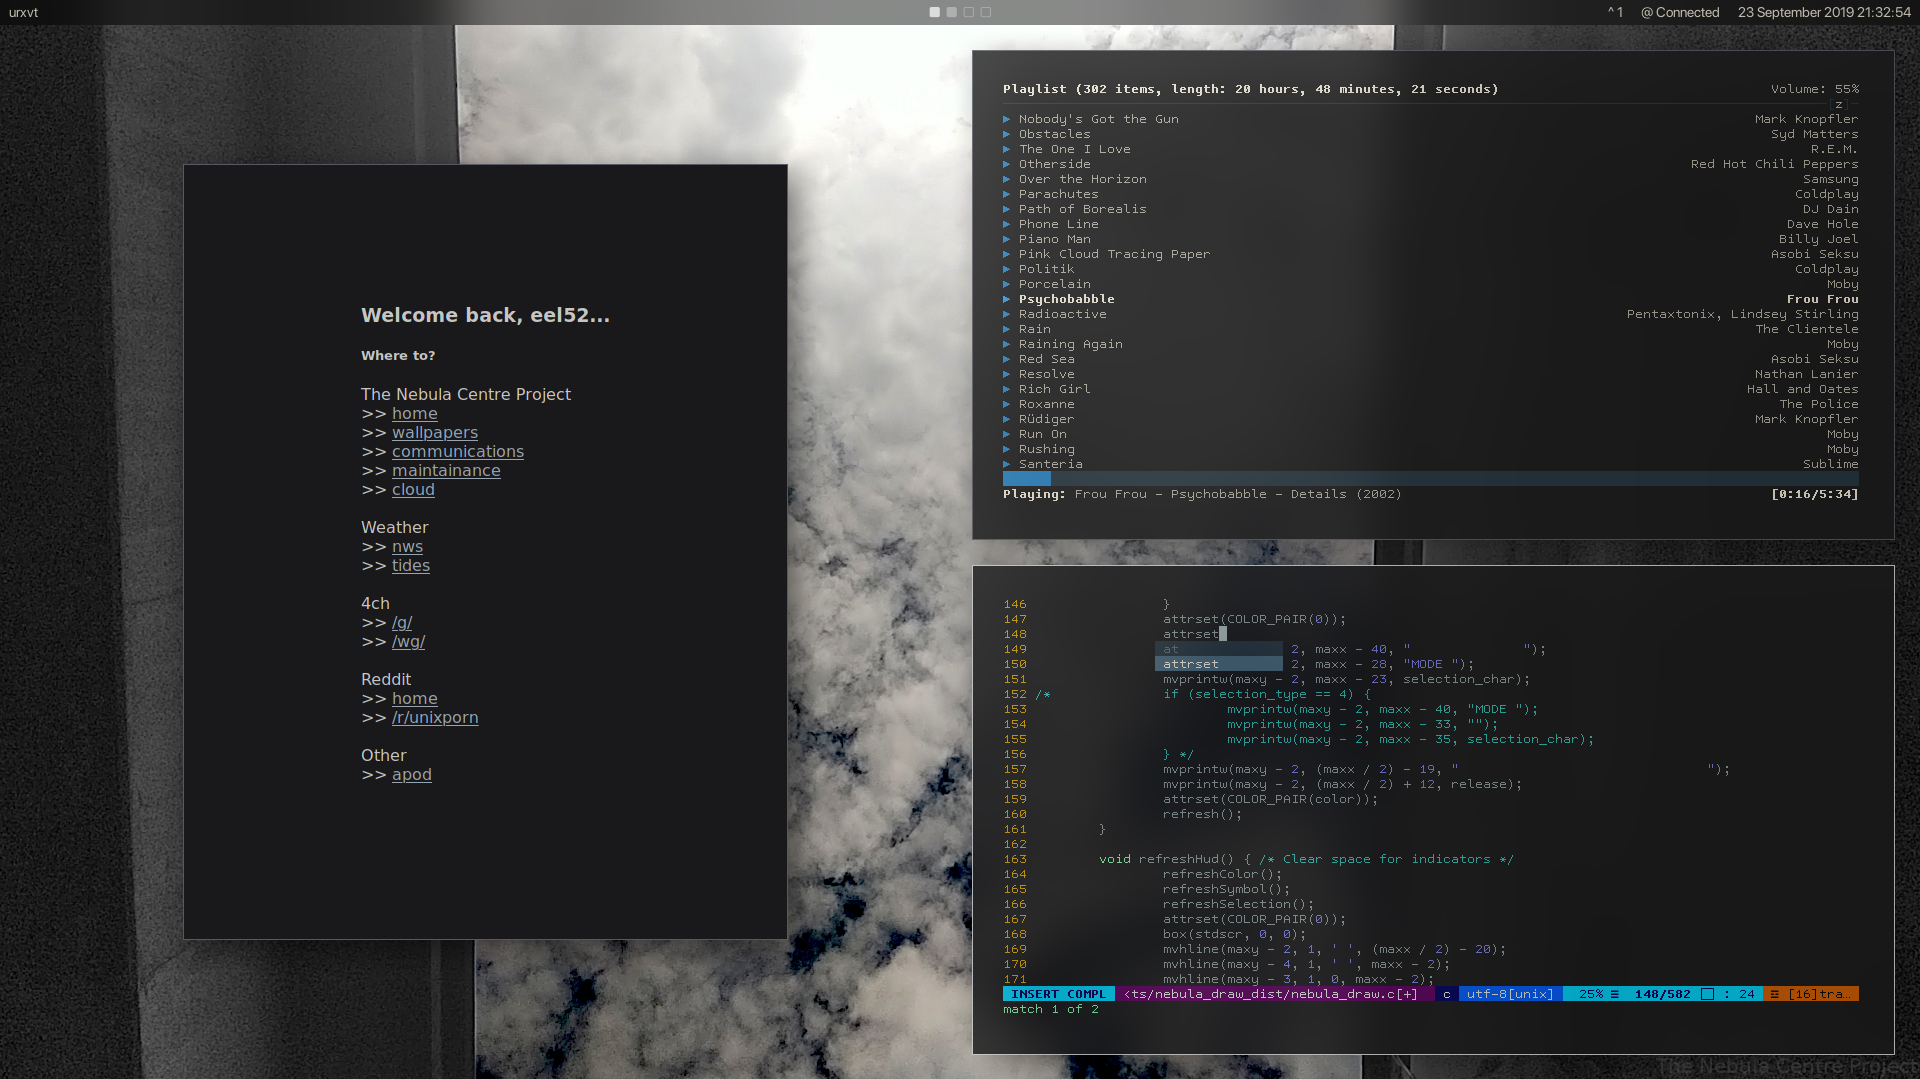 urxvt
^ 1 @ Connected 23 September 2019 21:32:54
Welcome back, eel52...
Where to?
The Nebula Centre Project
>> home
>> wallpapers
>> communications
>> maintainance
>> cloud
Weather
>> nws
>> tides
4ch
>> /g/
>> /wg/
Reddit
>> home
>> /r/unixporn
Other
>> apod
Playlist (302 items, length: 20 hours, 48 minutes, 21 seconds) Volume: 55%
[z]
Nobody's Got the Gun Mark Knopfler
Obstacles Syd Matters
The One I Love R.E.M.
Otherside Red Hot Chili Peppers
Over the Horizon Samsung
Parachutes Coldplay
Path of Borealis DJ Dain
Phone Line Dave Hole
Piano Man Billy Joel
Pink Cloud Tracing Paper Asobi Seksu
Politik Coldplay
Porcelain Moby
Psychobabble Frou Frou
Radioactive Pentaxtonix, Lindsey Stirling
Rain The Clientele
Raining Again Moby
Red Sea Asobi Seksu
Resolve Nathan Lanier
Rich Girl Hall and Oates
Roxanne The Police
Rüdiger Mark Knopfler
Run On Moby
Rushing Moby
Santeria Sublime
Playing: Frou Frou - Psychobabble - Details (2002) [0:16/5:34]
146 }
147 attrset(COLOR_PAIR(0));
148 attrset
149 at 2, maxx - 40, " ");
150 attrset 2, maxx - 28, "MODE ");
151 mvprintw(maxy - 2, maxx - 23, selection_char);
152 /* if (selection_type == 4) {
153 mvprintw(maxy - 2, maxx - 40, "MODE ");
154 mvprintw(maxy - 2, maxx - 33, "");
155 mvprintw(maxy - 2, maxx - 35, selection_char);
156 } */
157 mvprintw(maxy - 2, (maxx / 2) - 19, " ");
158 mvprintw(maxy - 2, (maxx / 2) + 12, release);
159 attrset(COLOR_PAIR(color));
160 refresh();
161 }
162
163 void refreshHud() { /* Clear space for indicators */
164 refreshColor();
165 refreshSymbol();
166 refreshSelection();
167 attrset(COLOR_PAIR(0));
168 box(stdscr, 0, 0);
169 mvhline(maxy - 2, 1, ' ', (maxx / 2) - 20);
170 mvhline(maxy - 4, 1, ' ', maxx - 2);
171 mvhline(maxy - 3, 1, 0, maxx - 2);
INSERT COMPL <ts/nebula_draw_dist/nebula_draw.c[+] c utf-8[unix] 25% ≡ 148/582 □ : 24 ☲ [16]tra…
match 1 of 2
The Nebula Centre Project